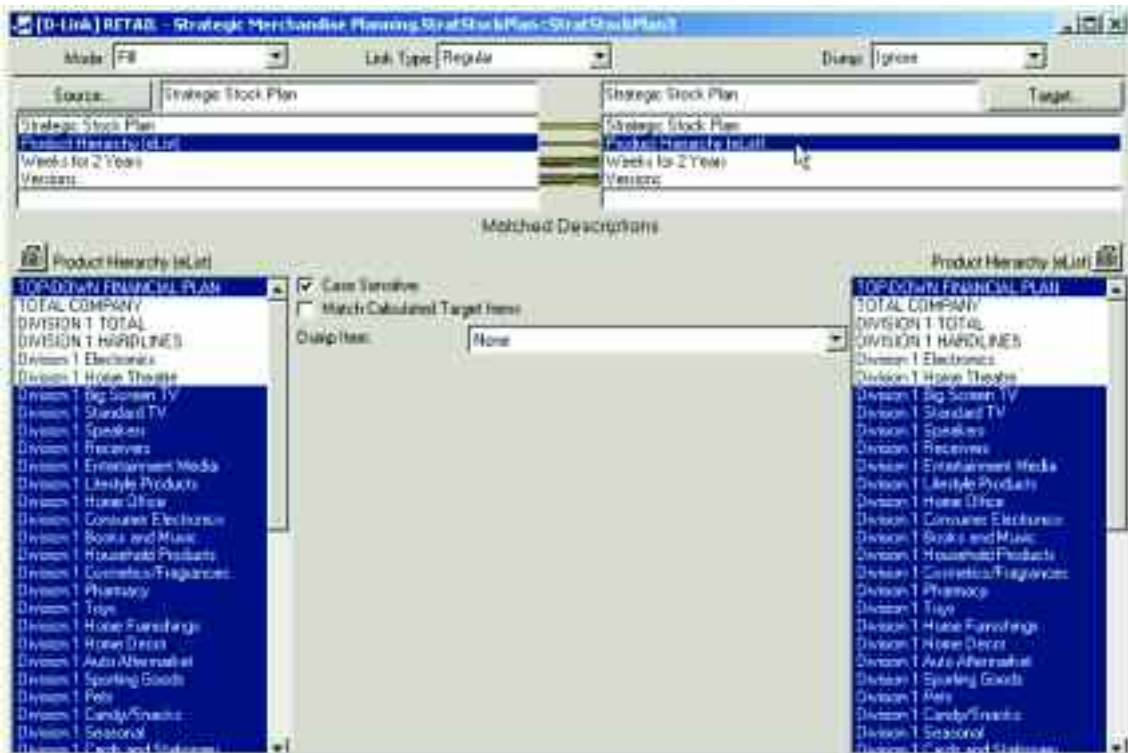 [D-Link] RETAIL - Strategic Merchandise Planning.StratStockPlan>StratStockPlan3
Mode: Fill Link Type: Regular Dump: Ignore
Source... Strategic Stock Plan Strategic Stock Plan Target...
Strategic Stock Plan Strategic Stock Plan
Product Hierarchy (eList) Product Hierarchy (eList)
Weeks for 2 Years Weeks for 2 Years
Versions Versions
Matched Descriptions
Product Hierarchy (eList) Product Hierarchy (eList)
TOP-DOWN FINANCIAL PLAN Case Sensitive TOP-DOWN FINANCIAL PLAN
TOTAL COMPANY Match Calculated Target Items TOTAL COMPANY
DIVISION 1 TOTAL DIVISION 1 TOTAL
DIVISION 1 HARDLINES Dump Item: None DIVISION 1 HARDLINES
Division 1 Electronics Division 1 Electronics
Division 1 Home Theatre Division 1 Home Theatre
Division 1 Big Screen TV Division 1 Big Screen TV
Division 1 Standard TV Division 1 Standard TV
Division 1 Speakers Division 1 Speakers
Division 1 Receivers Division 1 Receivers
Division 1 Entertainment Media Division 1 Entertainment Media
Division 1 Lifestyle Products Division 1 Lifestyle Products
Division 1 Home Office Division 1 Home Office
Division 1 Consumer Electronics Division 1 Consumer Electronics
Division 1 Books and Music Division 1 Books and Music
Division 1 Household Products Division 1 Household Products
Division 1 Cosmetics/Fragrances Division 1 Cosmetics/Fragrances
Division 1 Pharmacy Division 1 Pharmacy
Division 1 Toys Division 1 Toys
Division 1 Home Furnishings Division 1 Home Furnishings
Division 1 Home Decor Division 1 Home Decor
Division 1 Auto Aftermarket Division 1 Auto Aftermarket
Division 1 Sporting Goods Division 1 Sporting Goods
Division 1 Pets Division 1 Pets
Division 1 Candy/Snacks Division 1 Candy/Snacks
Division 1 Seasonal Division 1 Seasonal
Division 1 Cards and Stationery Division 1 Cards and Stationery